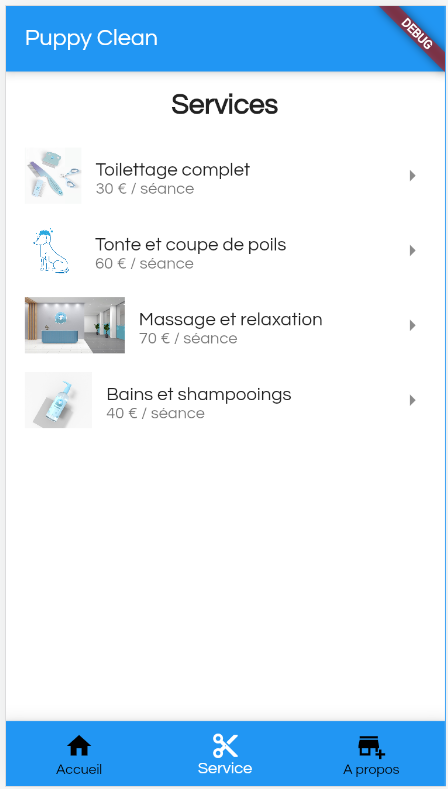 Puppy Clean
DEBUG
Services
Toilettage complet
30 € / séance
Tonte et coupe de poils
60 € / séance
Massage et relaxation
70 € / séance
Bains et shampooings
40 € / séance
Accueil
Service
A propos